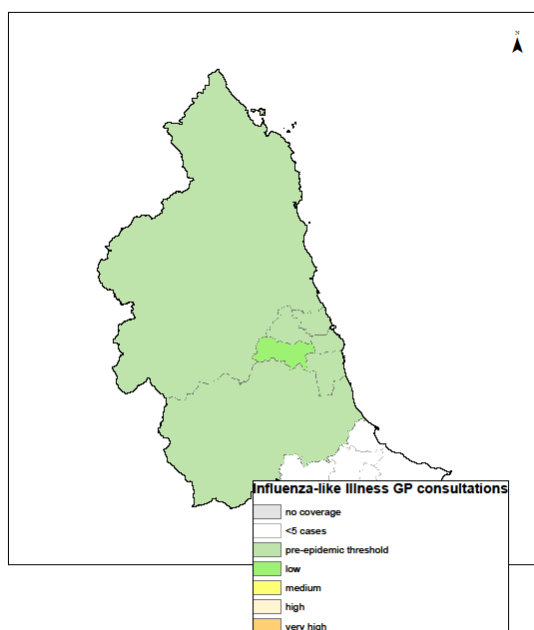 N
Influenza-like Illness GP consultations
no coverage
<5 cases
pre-epidemic threshold
low
medium
high
very high